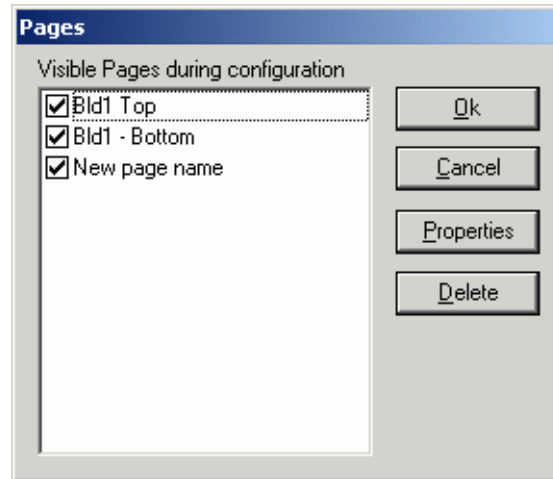 Pages
Visible Pages during configuration
Bld1 Top
Bld1 - Bottom
New page name
Ok
Cancel
Properties
Delete